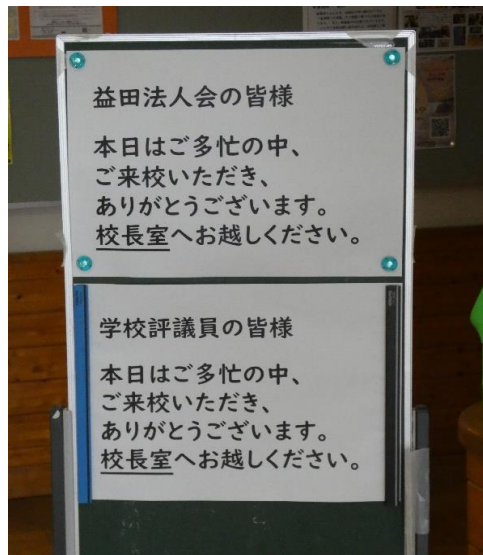 益田法人会の皆様
本日はご多忙の中、
ご来校いただき、
ありがとうございます。
校長室へお越しください。
学校評議員の皆様
本日はご多忙の中、
ご来校いただき、
ありがとうございます。
校長室へお越しください。